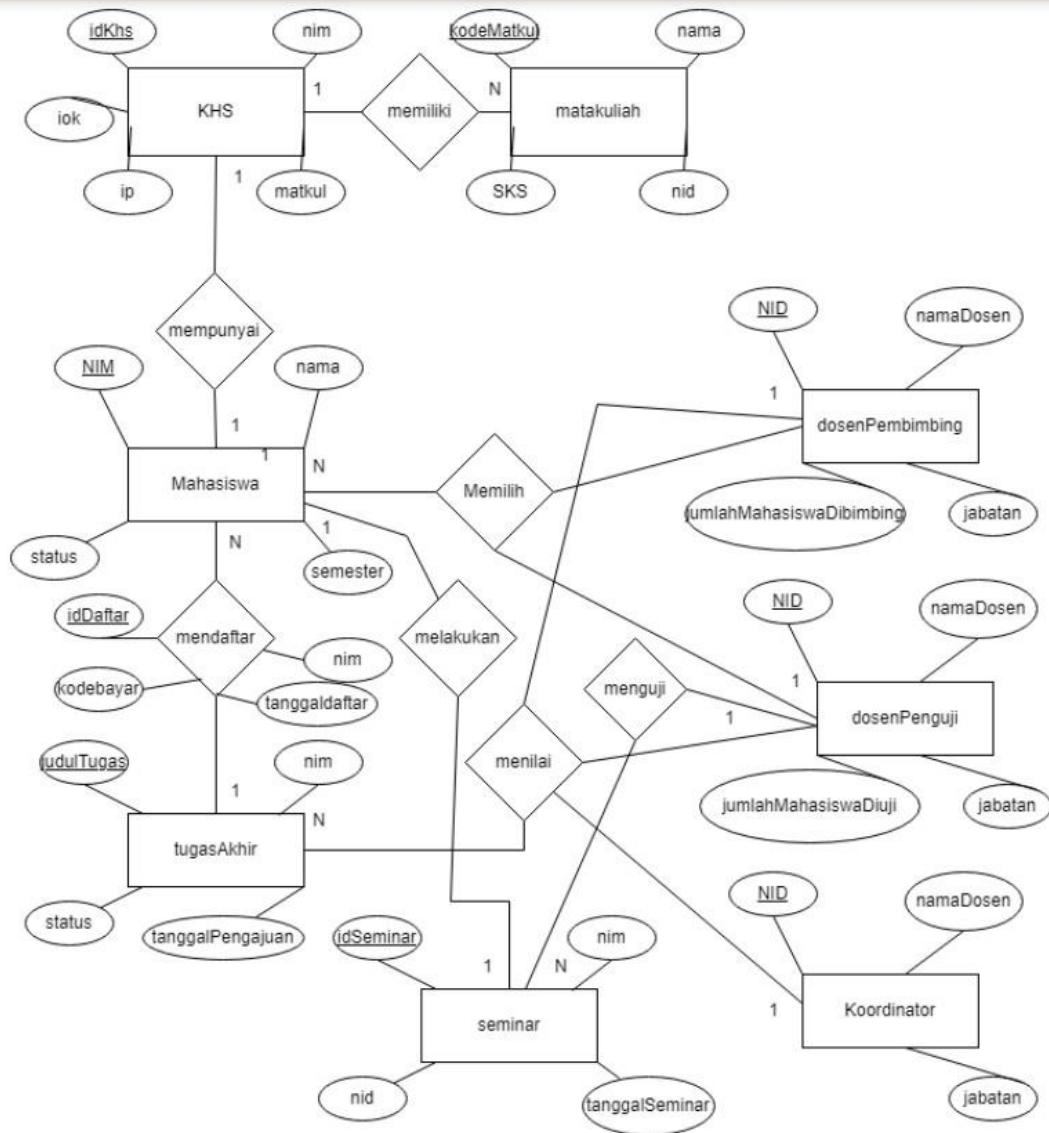 idKhs
nim
kodeMatkul
nama
KHS
1
memiliki
N
matakuliah
iok
ip
matkul
SKS
nid
1
mempunyai
NIM
nama
1
1
N
Mahasiswa
Memilih
status
N
1
semester
NID
namaDosen
1
dosenPembimbing
jumlahMahasiswaDibimbing
jabatan
idDaftar
mendaftar
nim
kodebayar
tanggaldaftar
melakukan
menguji
menilai
NID
namaDosen
1
1
dosenPenguji
jumlahMahasiswaDiuji
jabatan
judulTugas
nim
1
N
tugasAkhir
status
tanggalPengajuan
NID
namaDosen
1
Koordinator
jabatan
idSeminar
nim
1
N
seminar
nid
tanggalSeminar